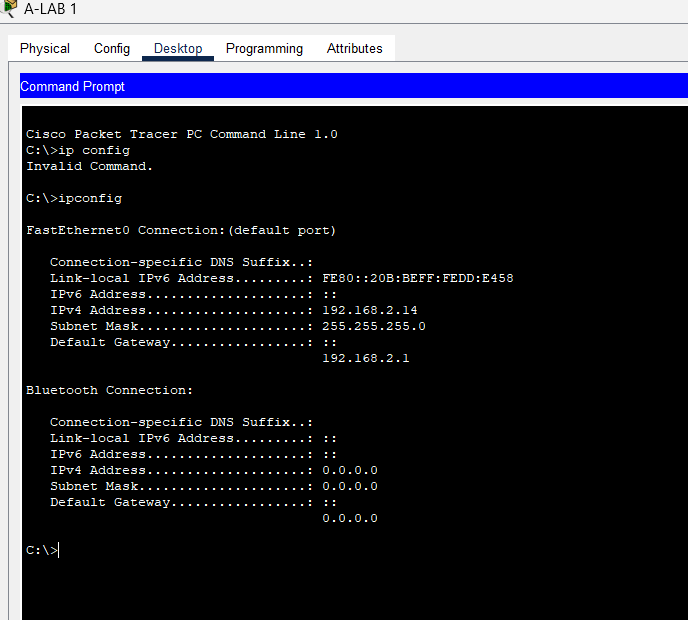 A-LAB 1
Physical Config Desktop Programming Attributes
Command Prompt
Cisco Packet Tracer PC Command Line 1.0
C:\>ip config
Invalid Command.
C:\>ipconfig
FastEthernet0 Connection:(default port)
Connection-specific DNS Suffix..:
Link-local IPv6 Address.........: FE80::20B:BEFF:FEDD:E458
IPv6 Address....................: ::
IPv4 Address....................: 192.168.2.14
Subnet Mask.....................: 255.255.255.0
Default Gateway.................: ::
192.168.2.1
Bluetooth Connection:
Connection-specific DNS Suffix..:
Link-local IPv6 Address.........: ::
IPv6 Address....................: ::
IPv4 Address....................: 0.0.0.0
Subnet Mask.....................: 0.0.0.0
Default Gateway.................: ::
0.0.0.0
C:\>